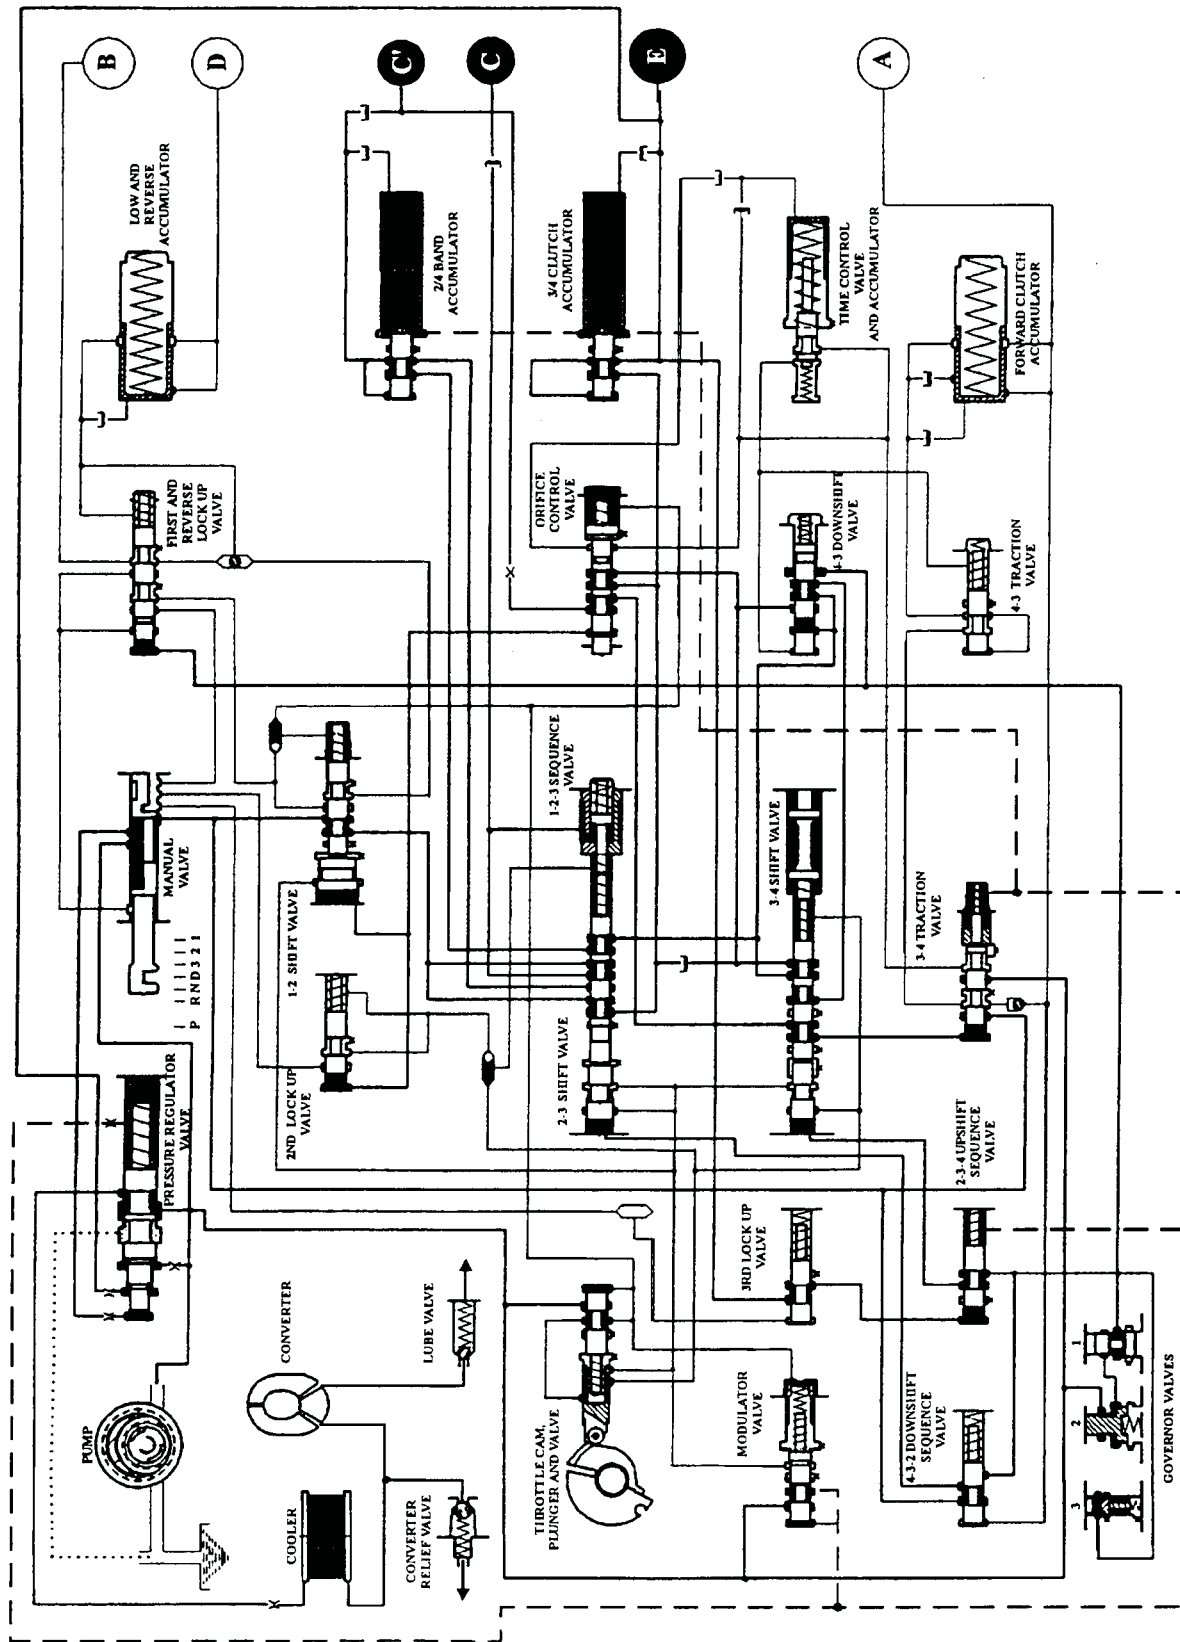 B
D
C'
C
E
A
LOW AND
REVERSE
ACCUMULATOR
2/4 BAND
ACCUMULATOR
3/4 CLUTCH
ACCUMULATOR
TIME CONTROL
VALVE
AND ACCUMULATOR
FORWARD CLUTCH
ACCUMULATOR
FIRST AND
REVERSE
LOCK UP
VALVE
ORIFICE
CONTROL
VALVE
4-3 DOWNSHIFT
VALVE
4-3 TRACTION
VALVE
MANUAL
VALVE
P R N D 3 2 1
1-2 SHIFT VALVE
2ND LOCK UP
VALVE
1-2-3 SEQUENCE
VALVE
2-3 SHIFT VALVE
3-4 SHIFT VALVE
3-4 TRACTION
VALVE
2-3-4 UPSHIFT
SEQUENCE
VALVE
PRESSURE REGULATOR
VALVE
PUMP
CONVERTER
LUBE VALVE
COOLER
CONVERTER
RELIEF VALVE
THROTTLE CAM,
PLUNGER AND VALVE
3RD LOCK UP
VALVE
MODULATOR
VALVE
4-3-2 DOWNSHIFT
SEQUENCE
VALVE
1
2
3
GOVERNOR VALVES